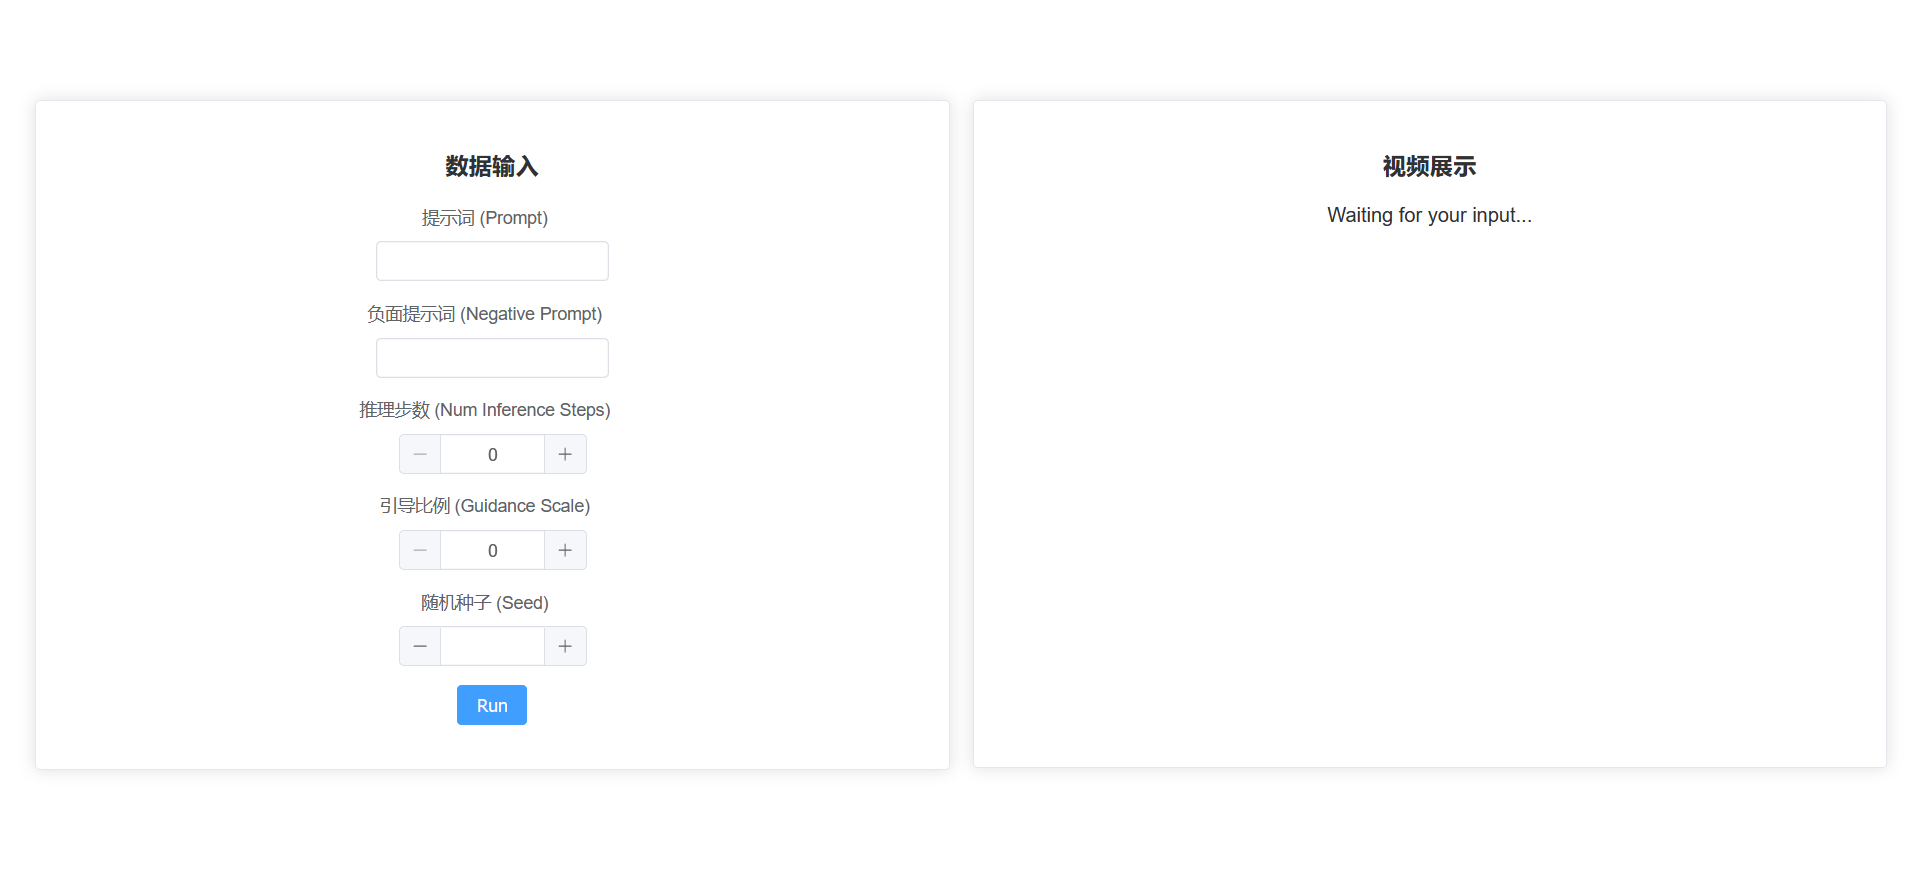 数据输入
提示词 (Prompt)
负面提示词 (Negative Prompt)
推理步数 (Num Inference Steps)
0
引导比例 (Guidance Scale)
0
随机种子 (Seed)
Run
视频展示
Waiting for your input...